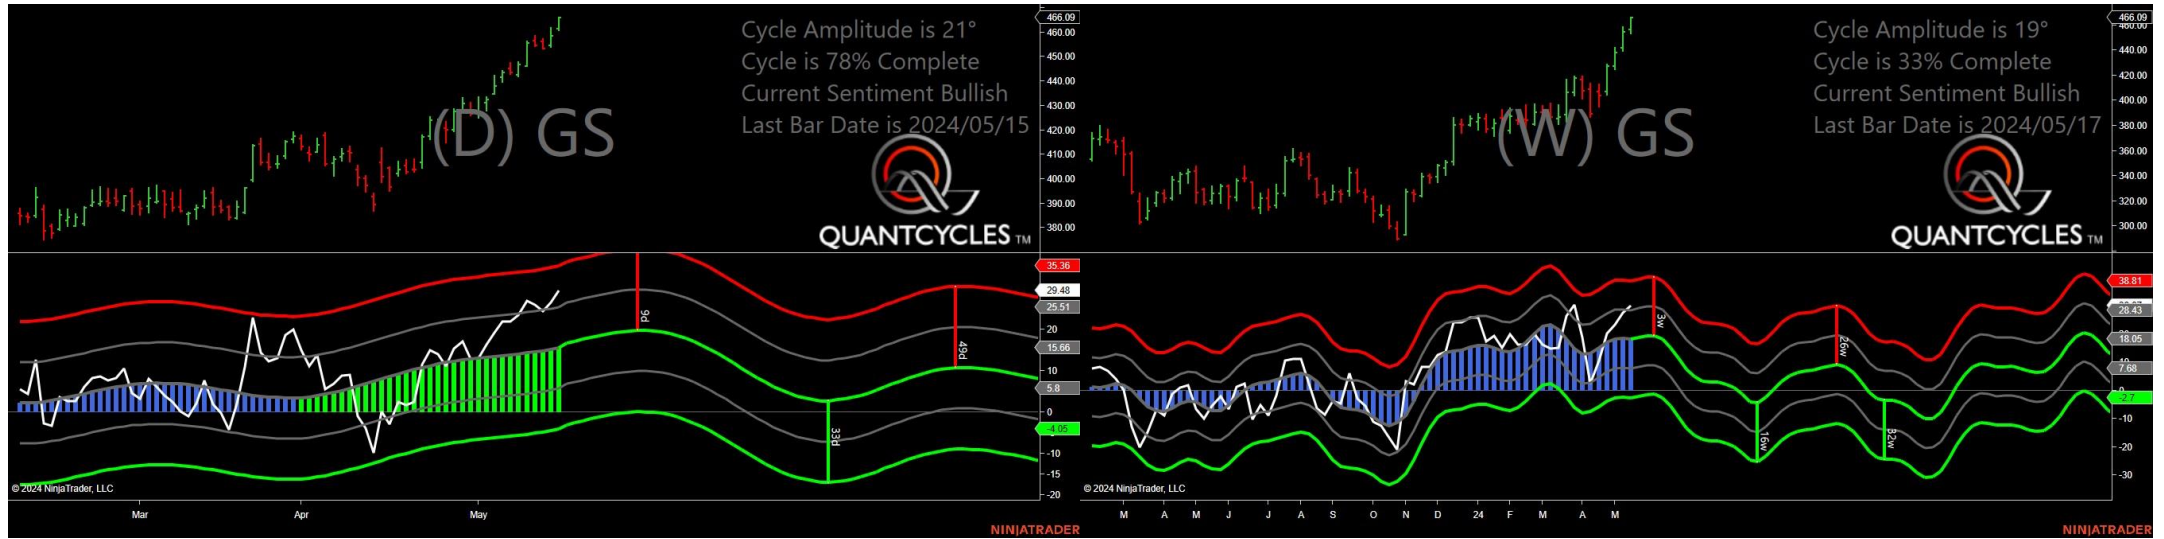 466.09
Cycle Amplitude is 21°
460.00
Cycle is 78% Complete
450.00
440.00
Current Sentiment Bullish
430.00
Last Bar Date is 2024/05/15
(D) GS
420.00
410.00
400.00
390.00
380.00
QUANTCYCLES TM
35.36
29.48
25.51
20
15.66
10
5.8
0
-4.05
-10
-15
-20
9d
49d
33d
© 2024 NinjaTrader, LLC
Mar Apr May
NINJATRADER
466.09
Cycle Amplitude is 19°
460.00
Cycle is 33% Complete
440.00
420.00
Current Sentiment Bullish
400.00
Last Bar Date is 2024/05/17
(W) GS
380.00
360.00
340.00
320.00
300.00
QUANTCYCLES TM
38.81
28.43
18.05
7.68
0
-2.7
-10
-20
-30
3w
26w
16w
32w
© 2024 NinjaTrader, LLC
M A M J J A S O N D 24 F M A M
NINJATRADER